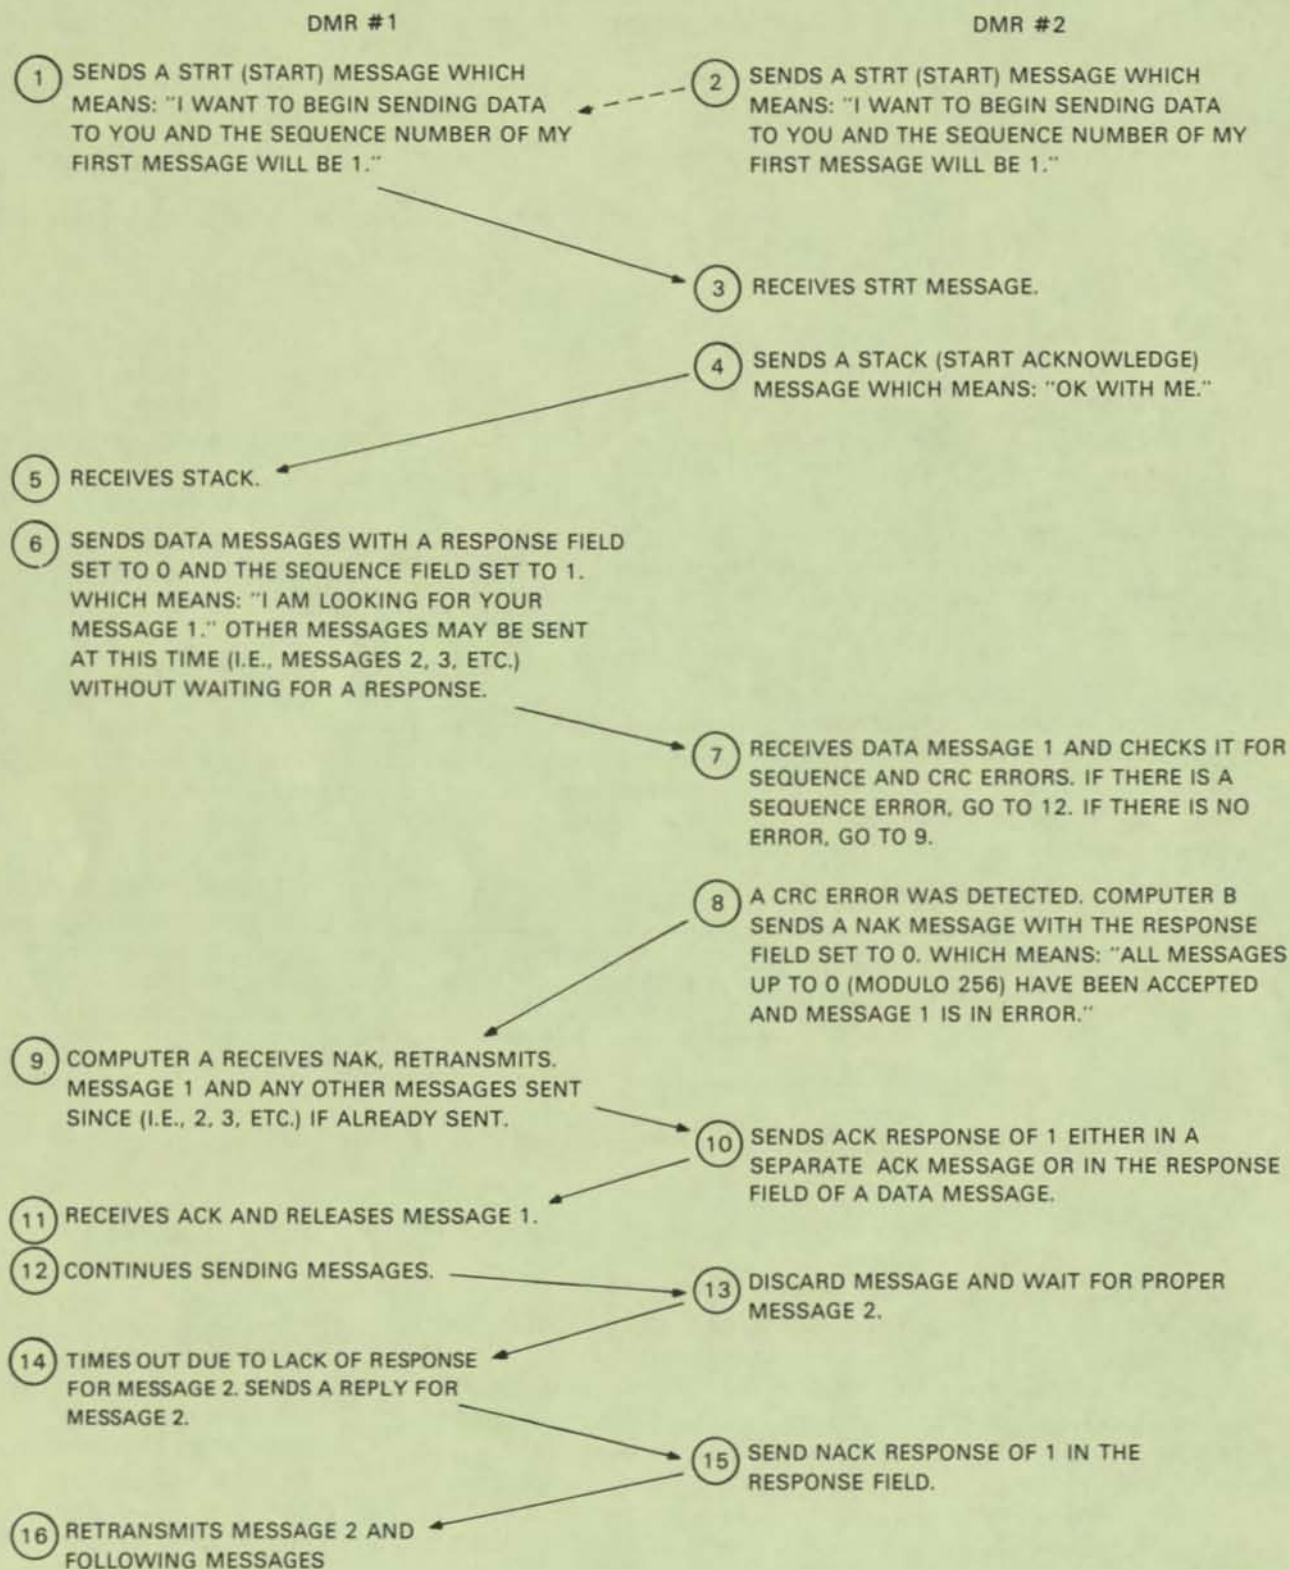 DMR #1
DMR #2
1 SENDS A STRT (START) MESSAGE WHICH
MEANS: "I WANT TO BEGIN SENDING DATA
TO YOU AND THE SEQUENCE NUMBER OF MY
FIRST MESSAGE WILL BE 1."
2 SENDS A STRT (START) MESSAGE WHICH
MEANS: "I WANT TO BEGIN SENDING DATA
TO YOU AND THE SEQUENCE NUMBER OF MY
FIRST MESSAGE WILL BE 1."
3 RECEIVES STRT MESSAGE.
4 SENDS A STACK (START ACKNOWLEDGE)
MESSAGE WHICH MEANS: "OK WITH ME."
5 RECEIVES STACK.
6 SENDS DATA MESSAGES WITH A RESPONSE FIELD
SET TO 0 AND THE SEQUENCE FIELD SET TO 1.
WHICH MEANS: "I AM LOOKING FOR YOUR
MESSAGE 1." OTHER MESSAGES MAY BE SENT
AT THIS TIME (I.E., MESSAGES 2, 3, ETC.)
WITHOUT WAITING FOR A RESPONSE.
7 RECEIVES DATA MESSAGE 1 AND CHECKS IT FOR
SEQUENCE AND CRC ERRORS. IF THERE IS A
SEQUENCE ERROR, GO TO 12. IF THERE IS NO
ERROR, GO TO 9.
8 A CRC ERROR WAS DETECTED. COMPUTER B
SENDS A NAK MESSAGE WITH THE RESPONSE
FIELD SET TO 0. WHICH MEANS: "ALL MESSAGES
UP TO 0 (MODULO 256) HAVE BEEN ACCEPTED
AND MESSAGE 1 IS IN ERROR."
9 COMPUTER A RECEIVES NAK, RETRANSMITS.
MESSAGE 1 AND ANY OTHER MESSAGES SENT
SINCE (I.E., 2, 3, ETC.) IF ALREADY SENT.
10 SENDS ACK RESPONSE OF 1 EITHER IN A
SEPARATE ACK MESSAGE OR IN THE RESPONSE
FIELD OF A DATA MESSAGE.
11 RECEIVES ACK AND RELEASES MESSAGE 1.
12 CONTINUES SENDING MESSAGES.
13 DISCARD MESSAGE AND WAIT FOR PROPER
MESSAGE 2.
14 TIMES OUT DUE TO LACK OF RESPONSE
FOR MESSAGE 2. SENDS A REPLY FOR
MESSAGE 2.
15 SEND NACK RESPONSE OF 1 IN THE
RESPONSE FIELD.
16 RETRANSMITS MESSAGE 2 AND
FOLLOWING MESSAGES